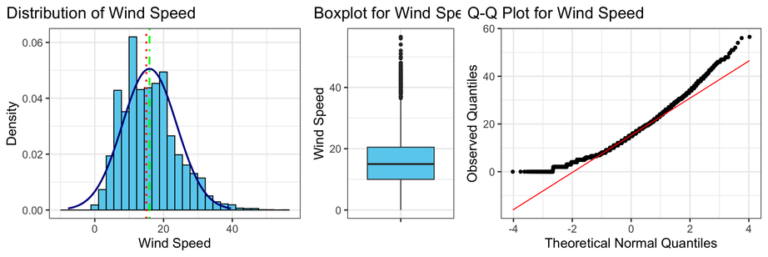 Distribution of Wind Speed
0.06
0.04
0.02
0.00
Density
0
20
40
Wind Speed
Boxplot for Wind Spe
40
20
0
Wind Speed
Q-Q Plot for Wind Speed
60
40
20
0
Observed Quantiles
-4
-2
0
2
4
Theoretical Normal Quantiles